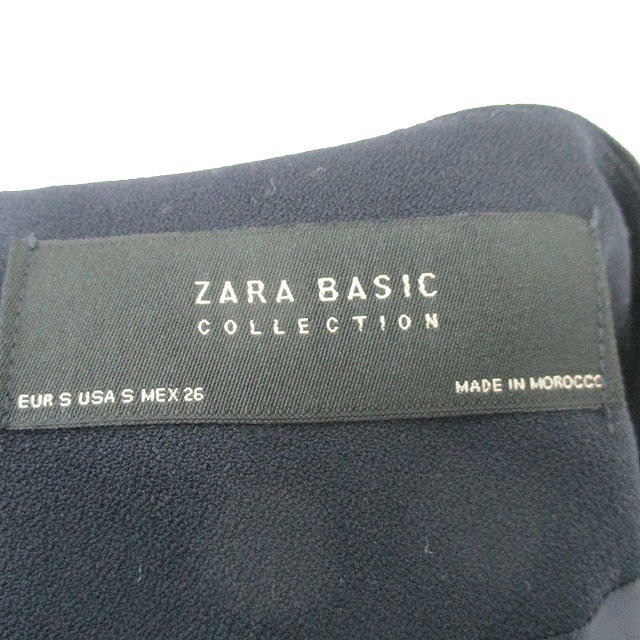 ZARA BASIC
COLLECTION
EUR S USA S MEX 26
MADE IN MOROCCO